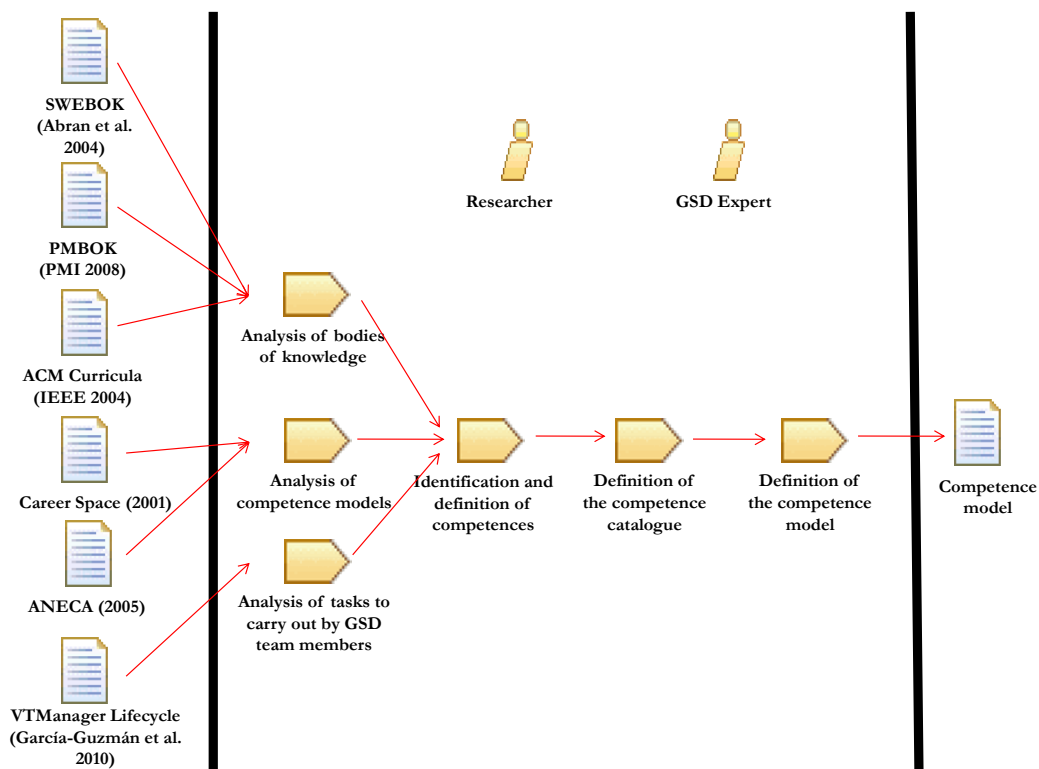 SWEBOK
(Abran et al.
2004)
PMBOK
(PMI 2008)
ACM Curricula
(IEEE 2004)
Career Space (2001)
ANECA (2005)
VTManager Lifecycle
(García-Guzmán et al.
2010)
Researcher
GSD Expert
Analysis of bodies
of knowledge
Analysis of
competence models
Analysis of tasks to
carry out by GSD
team members
Identification and
definition of
competences
Definition of
the competence
catalogue
Definition of
the competence
model
Competence
model